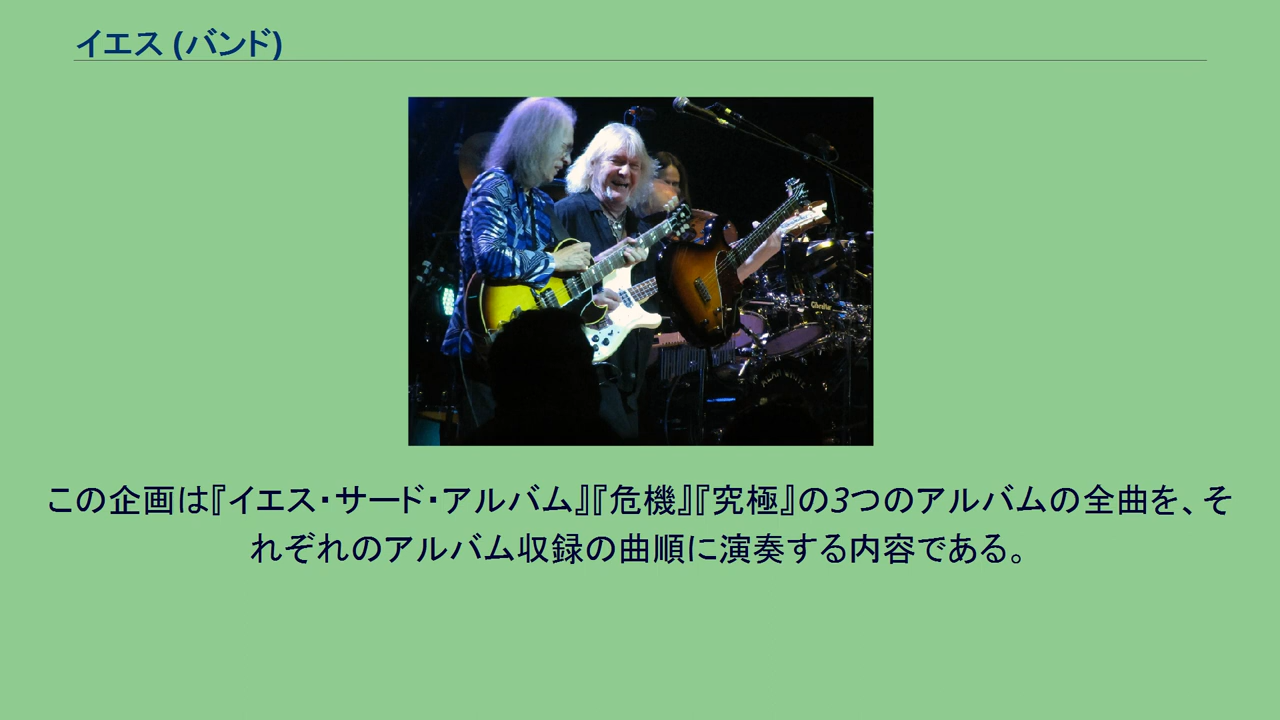 イエス (バンド)
Gibraltar
ALAN WHITE
この企画は『イエス・サード・アルバム』『危機』『究極』の3つのアルバムの全曲を、そ
れぞれのアルバム収録の曲順に演奏する内容である。